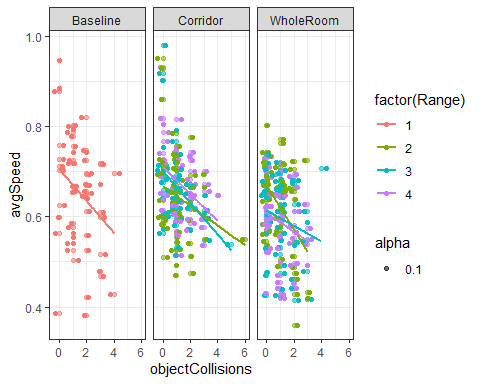 Baseline Corridor WholeRoom
1.0
0.8
0.6
0.4
avgSpeed
0 2 4 6 0 2 4 6 0 2 4 6
objectCollisions
factor(Range)
1
2
3
4
alpha
0.1